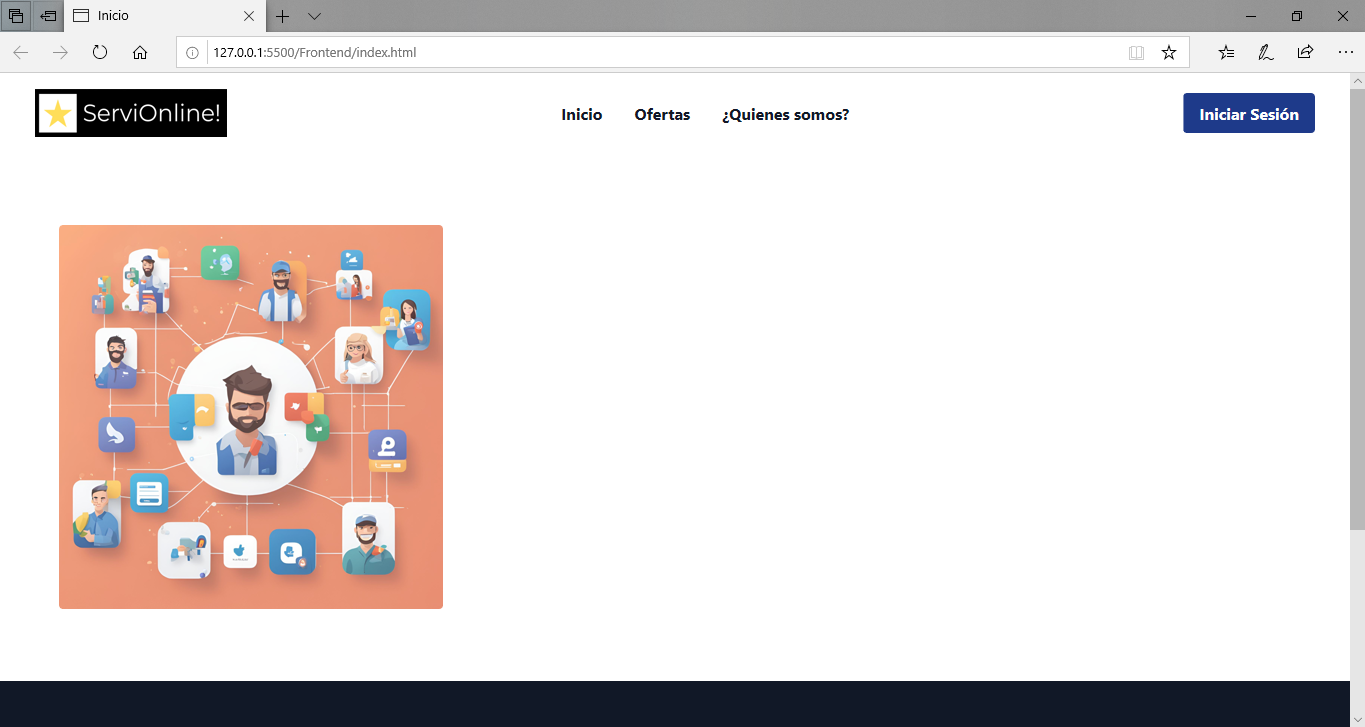 Inicio
127.0.0.1:5500/Frontend/index.html
ServiOnline!
Inicio
Ofertas
¿Quienes somos?
Iniciar Sesión